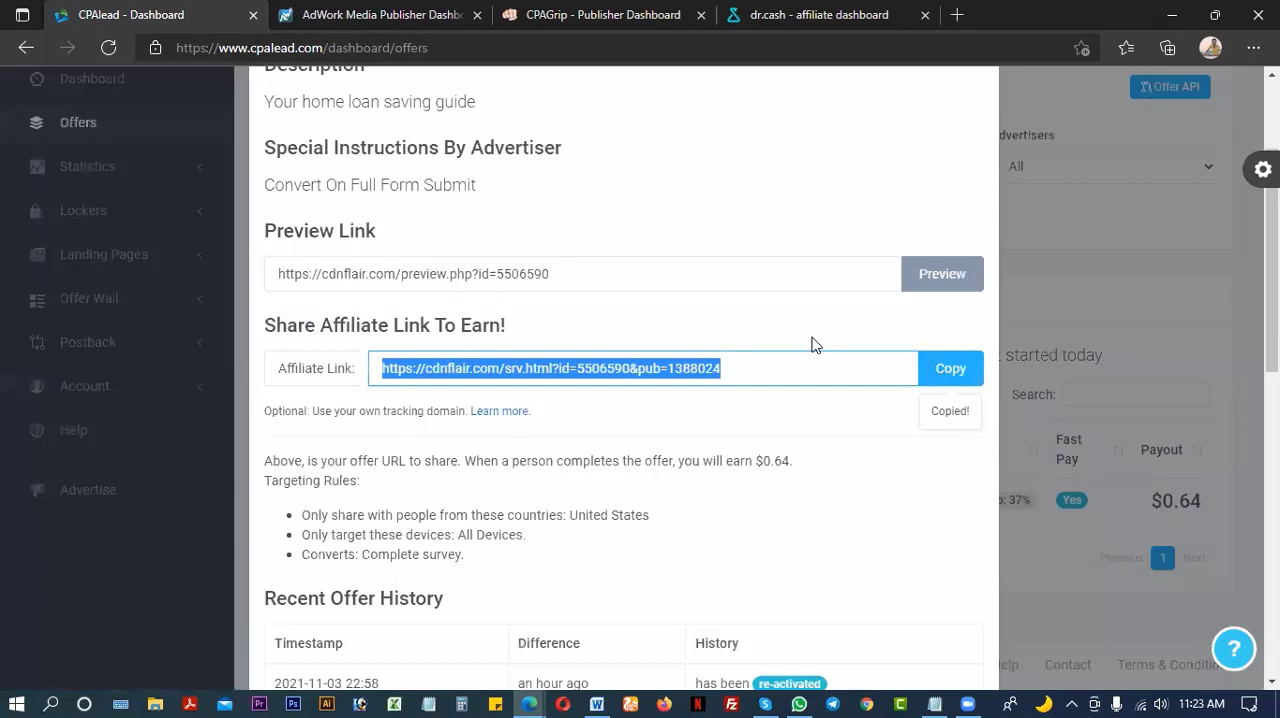 CPAlead - Dashboard
AdWork Media Publisher Dashb
CPAGrip - Publisher Dashboard
dr.cash - affiliate dashboard
https://www.cpalead.com/dashboard/offers
Dashboard
Offers
Statistics
Lockers
Landing Pages
Offer Wall
Postback
Account
Help
Advertise
Description
Your home loan saving guide
Special Instructions By Advertiser
Convert On Full Form Submit
Preview Link
https://cdnflair.com/preview.php?id=5506590
Preview
Share Affiliate Link To Earn!
Affiliate Link:
https://cdnflair.com/srv.html?id=5506590&pub=1388024
Copy
Copied!
Optional: Use your own tracking domain. Learn more.
Above, is your offer URL to share. When a person completes the offer, you will earn $0.64.
Targeting Rules:
Only share with people from these countries: United States
Only target these devices: All Devices.
Converts: Complete survey.
Recent Offer History
Timestamp Difference History
2021-11-03 22:58 an hour ago has been re-activated
Offer API
dvertisers
All
t started today.
Search:
Fast Pay
Payout
: 37%
Yes
$0.64
Previous 1 Next
elp Contact Terms & Conditio
?
11:23 AM